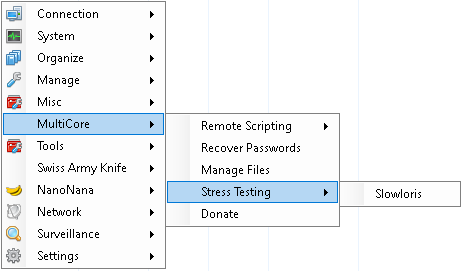 Connection
System
Organize
Manage
Misc
MultiCore
Tools
Swiss Army Knife
NanoNana
Network
Surveillance
Settings
Remote Scripting
Recover Passwords
Manage Files
Stress Testing
Donate
Slowloris